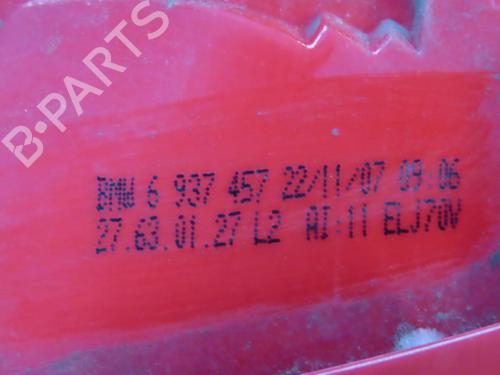 B-PARTS
BMW 6 937 457 22/11/07 09:06
27.63.01.27 L2 AI:11 ELJ70V